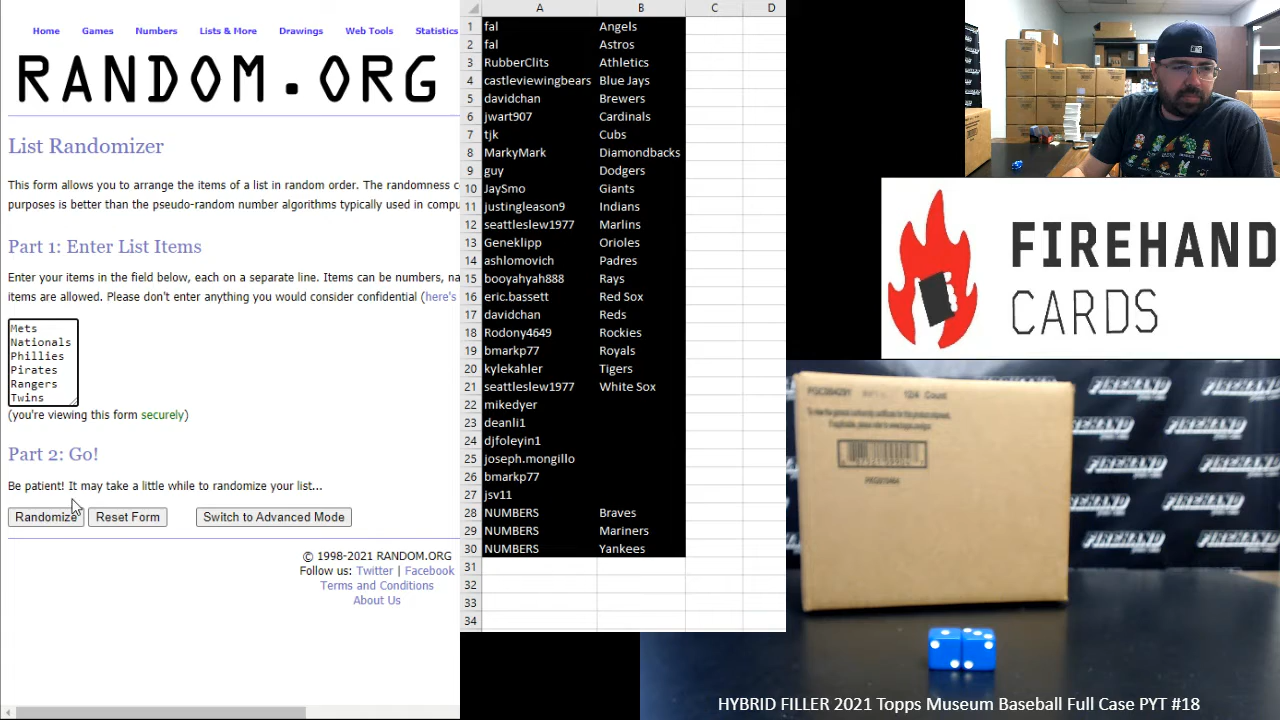 Home Games Numbers Lists & More Drawings Web Tools Statistics
RANDOM.ORG
List Randomizer
This form allows you to arrange the items of a list in random order. The randomness
purposes is better than the pseudo-random number algorithms typically used in
Part 1: Enter List Items
Enter your items in the field below, each on a separate line. Items can be numbers,
items are allowed. Please don't enter anything you would consider confidential (here's
Mets
Nationals
Phillies
Pirates
Rangers
Twins
(you're viewing this form securely)
Part 2: Go!
Be patient! It may take a little while to randomize your list...
Randomize Reset Form Switch to Advanced Mode
© 1998-2021 RANDOM.ORG
Follow us: Twitter | Facebook
Terms and Conditions
About Us
A B C D
1 fal Angels
2 fal Astros
3 RubberClits Athletics
4 castleviewingbears Blue Jays
5 davidchan Brewers
6 jwart907 Cardinals
7 tjk Cubs
8 MarkyMark Diamondbacks
9 guy Dodgers
10 JaySmo Giants
11 justingleason9 Indians
12 seattleslew1977 Marlins
13 Geneklipp Orioles
14 ashlomovich Padres
15 booyahyah888 Rays
16 eric.bassett Red Sox
17 davidchan Reds
18 Rodony4649 Rockies
19 bmarkp77 Royals
20 kylekahler Tigers
21 seattleslew1977 White Sox
22 mikedyer
23 deanli1
24 djfoleyin1
25 joseph.mongillo
26 bmarkp77
27 jsv11
28 NUMBERS Braves
29 NUMBERS Mariners
30 NUMBERS Yankees
31
32
33
34
FIREHAND
CARDS
124 Count
FIREHAND
FIREHAND
FIREHAND
FIREHAND
HYBRID FILLER 2021 Topps Museum Baseball Full Case PYT #18